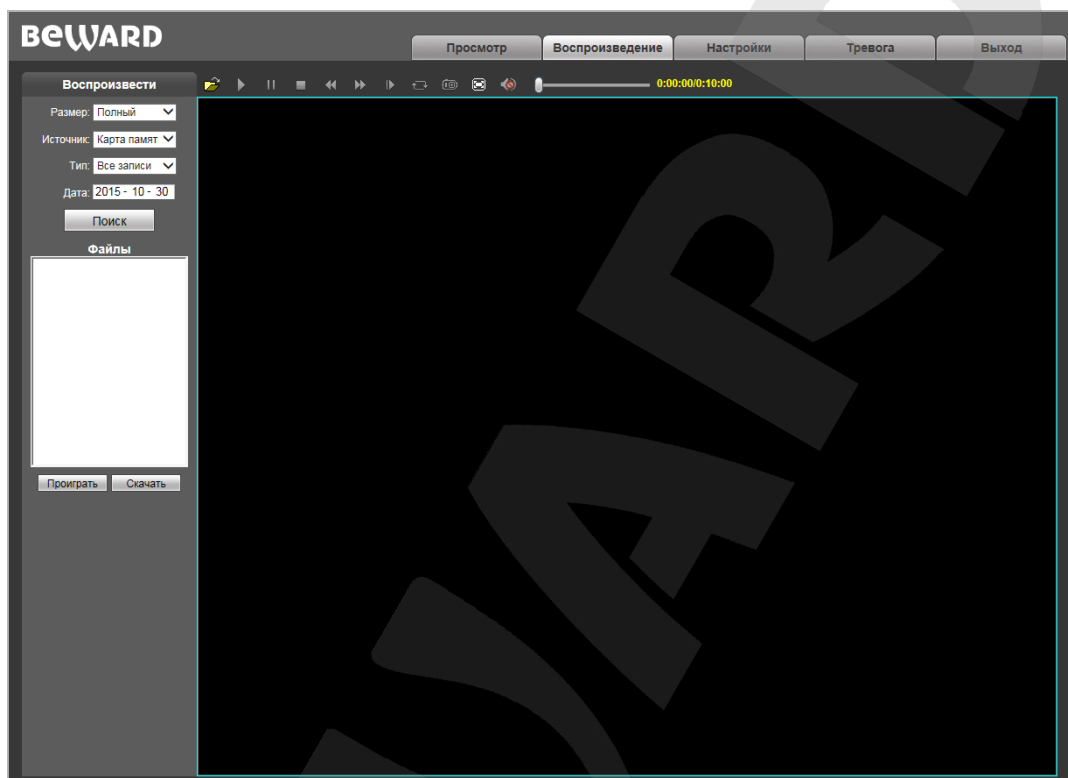 BEWARD
Просмотр Воспроизведение Настройки Тревога Выход
Воспроизвести 0:00:00/0:10:00
Размер: Полный
Источник: Карта памят
Тип: Все записи
Дата: 2015 - 10 - 30
Поиск
Файлы
Проиграть Скачать
WARD